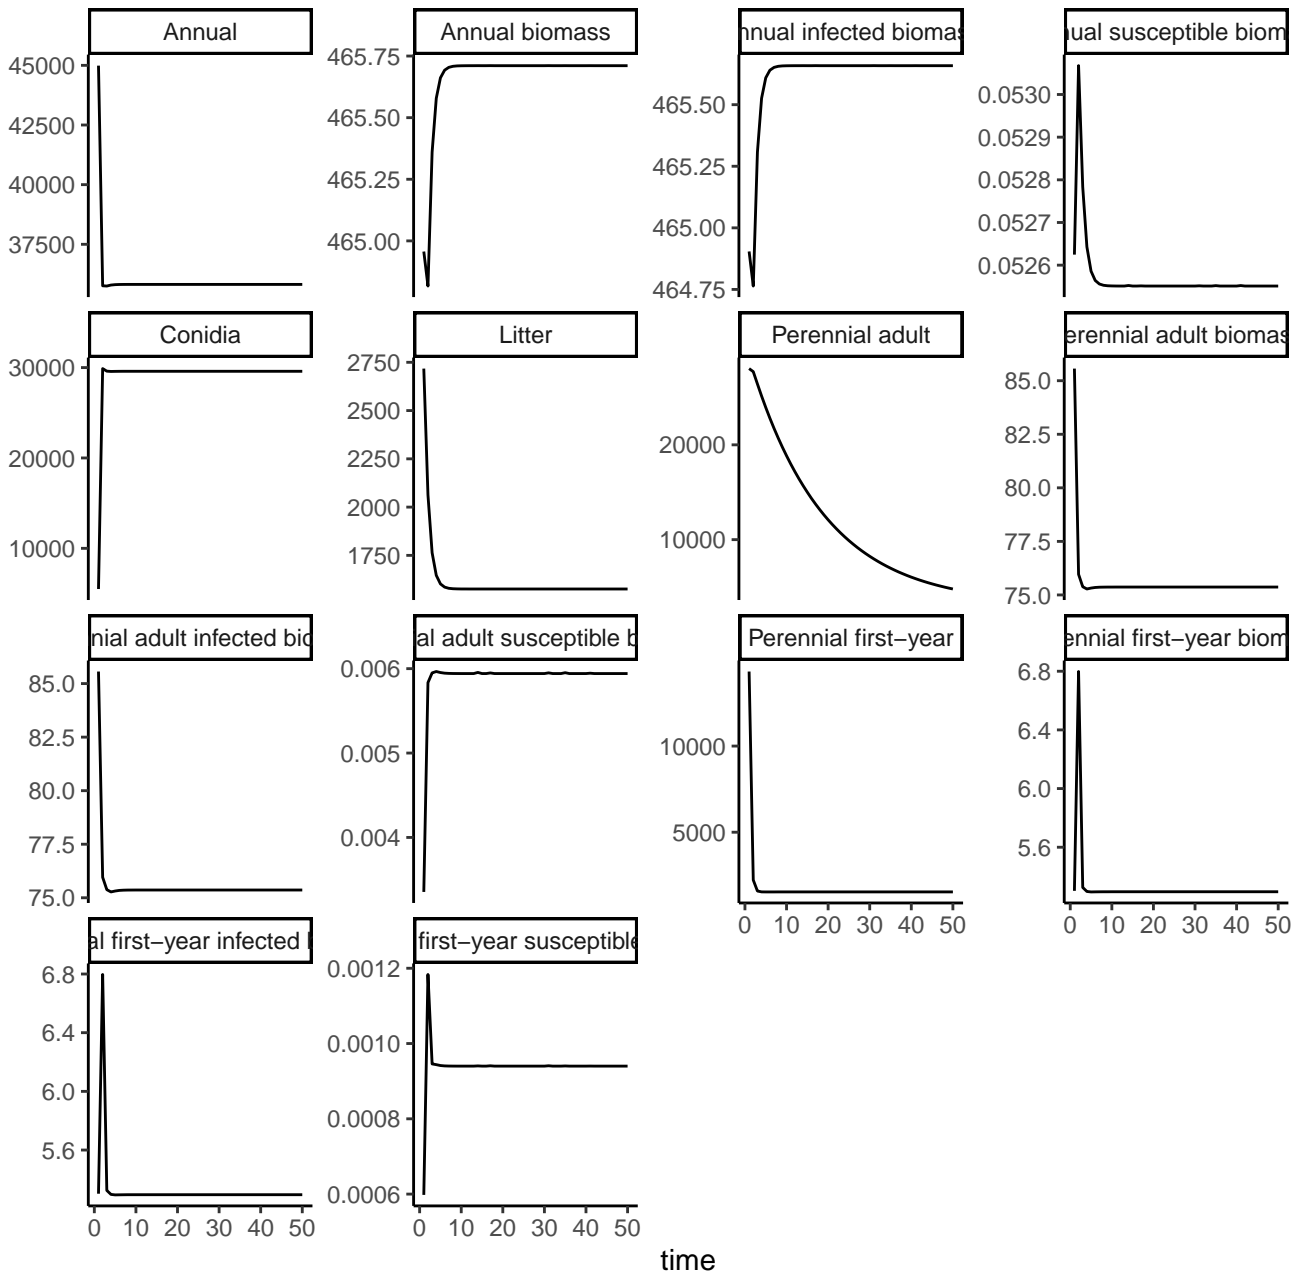 Annual
Annual biomass
nnual infected biomas
ual susceptible biom
45000
42500
40000
37500
465.75
465.50
465.25
465.00
465.50
465.25
465.00
464.75
0.0530
0.0529
0.0528
0.0527
0.0526
Conidia
Litter
Perennial adult
erennial adult biomas
30000
20000
10000
2750
2500
2250
2000
1750
20000
10000
85.0
82.5
80.0
77.5
75.0
nial adult infected bio
al adult susceptible b
Perennial first−year
ennial first−year biom
85.0
82.5
80.0
77.5
75.0
0.006
0.005
0.004
10000
5000
6.8
6.4
6.0
5.6
0 10 20 30 40 50
0 10 20 30 40 50
al first−year infected
first−year susceptible
6.8
6.4
6.0
5.6
0.0012
0.0010
0.0008
0.0006
0 10 20 30 40 50
0 10 20 30 40 50
time